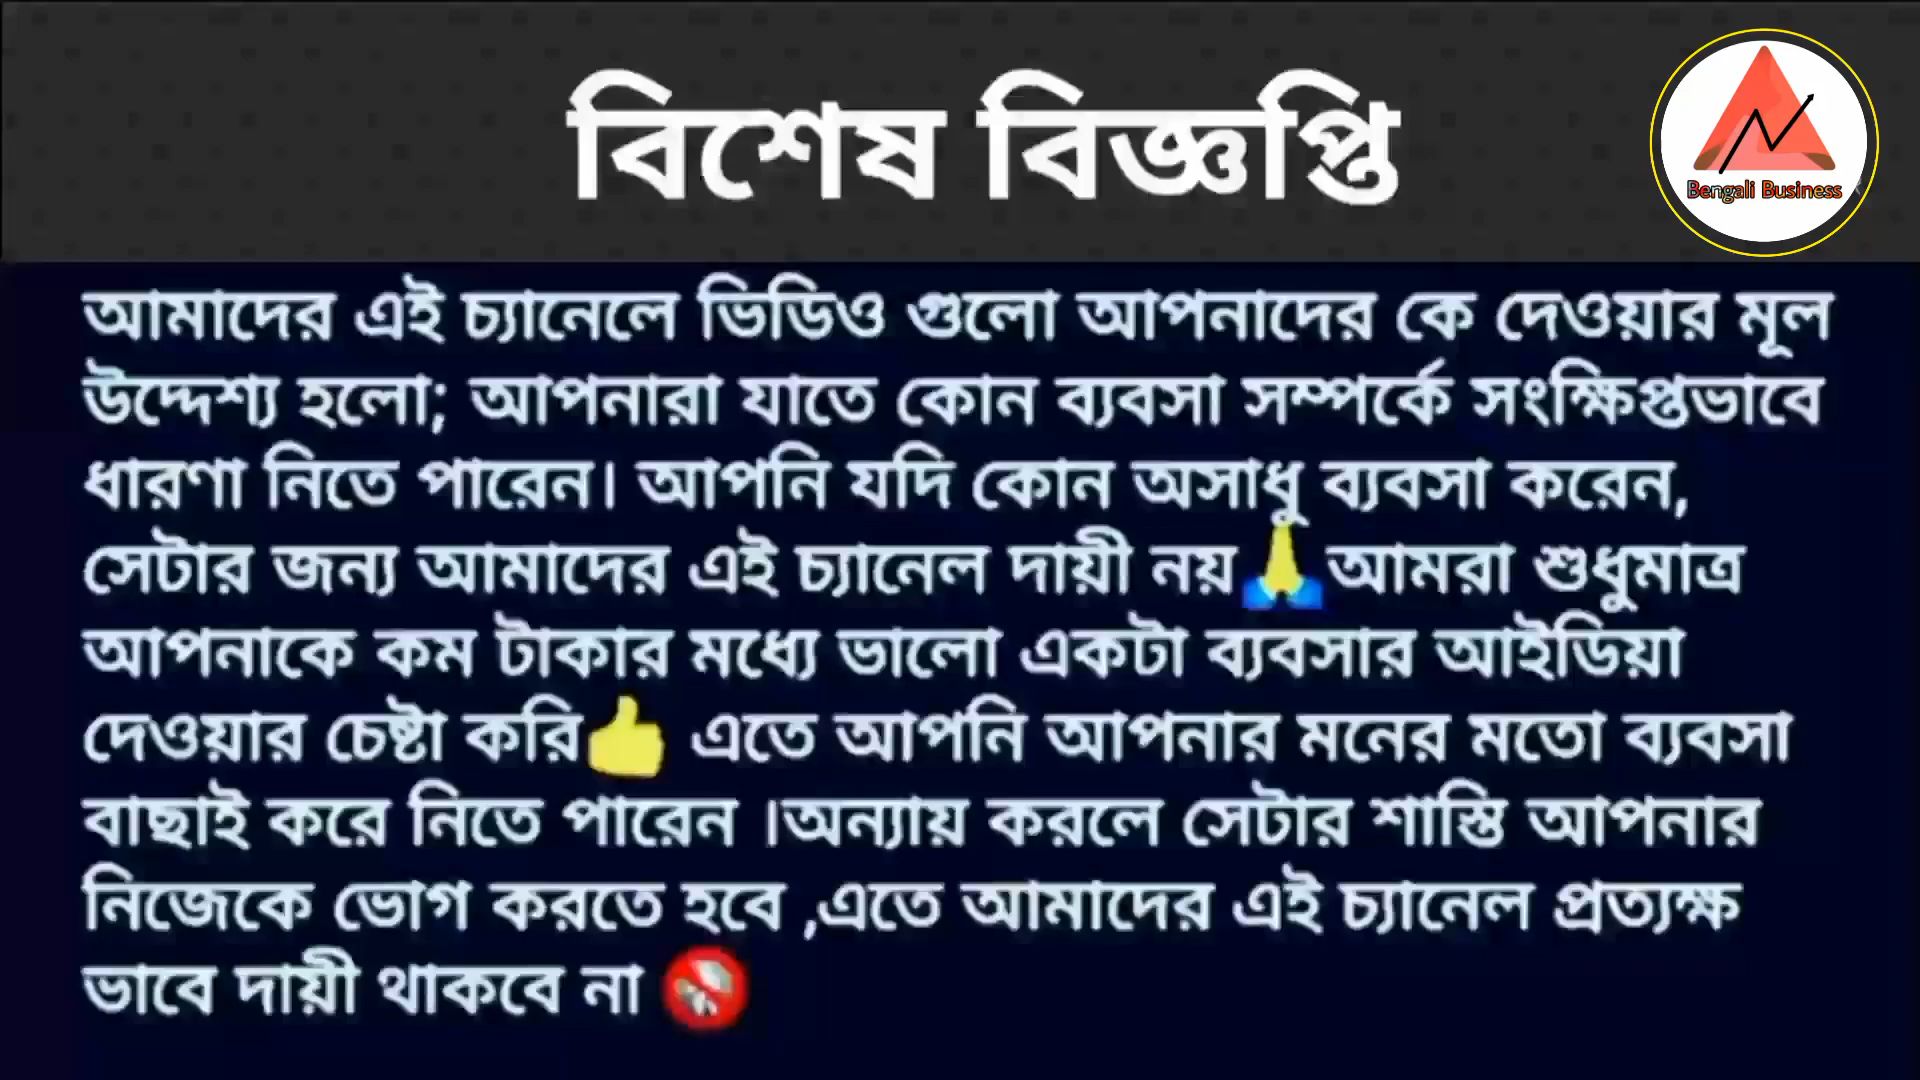 বিশেষ বিজ্ঞপ্তি
Bengali Business
আমাদের এই চ্যানেলে ভিডিও গুলো আপনাদের কে দেওয়ার মূল
উদ্দেশ্য হলো; আপনারা যাতে কোন ব্যবসা সম্পর্কে সংক্ষিপ্তভাবে
ধারণা নিতে পারেন। আপনি যদি কোন অসাধু ব্যবসা করেন,
সেটার জন্য আমাদের এই চ্যানেল দায়ী নয়🙏আমরা শুধুমাত্র
আপনাকে কম টাকার মধ্যে ভালো একটা ব্যবসার আইডিয়া
দেওয়ার চেষ্টা করি👍 এতে আপনি আপনার মনের মতো ব্যবসা
বাছাই করে নিতে পারেন ।অন্যায় করলে সেটার শাস্তি আপনার
নিজেকে ভোগ করতে হবে ,এতে আমাদের এই চ্যানেল প্রত্যক্ষ
ভাবে দায়ী থাকবে না